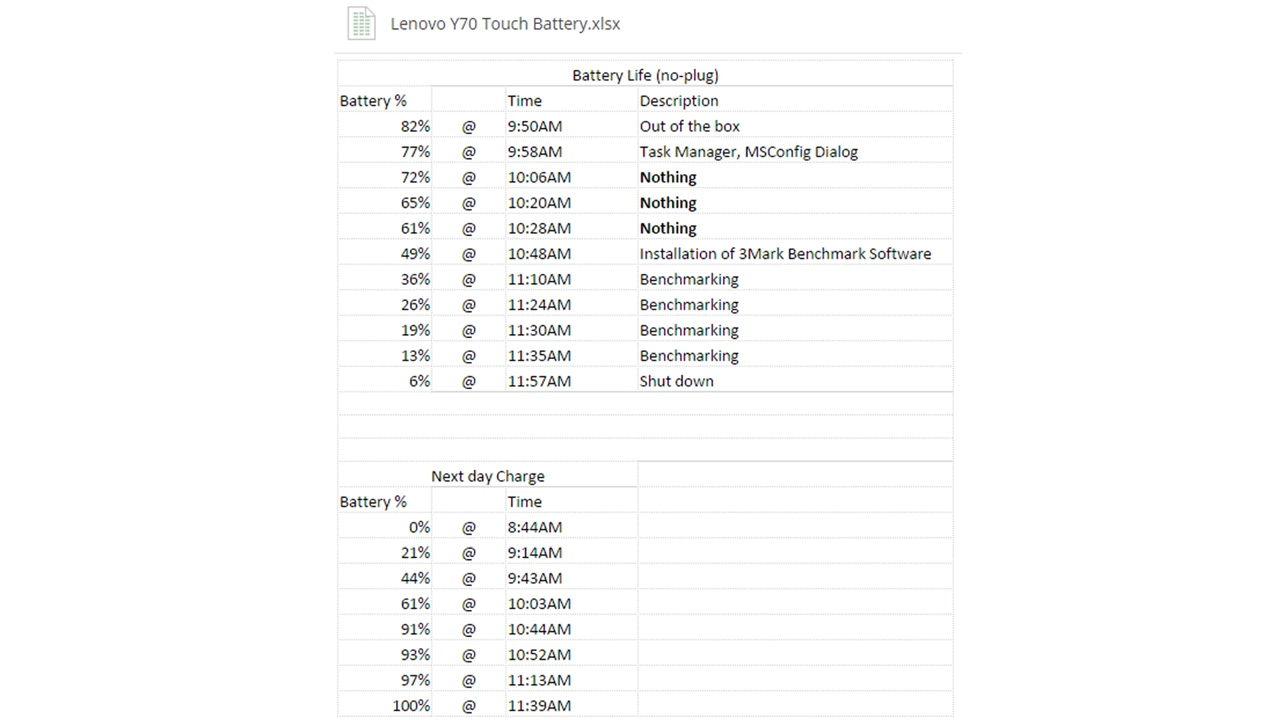 Lenovo Y70 Touch Battery.xlsx
Battery Life (no-plug)
Battery % Time Description
82% @ 9:50AM Out of the box
77% @ 9:58AM Task Manager, MSConfig Dialog
72% @ 10:06AM Nothing
65% @ 10:20AM Nothing
61% @ 10:28AM Nothing
49% @ 10:48AM Installation of 3Mark Benchmark Software
36% @ 11:10AM Benchmarking
26% @ 11:24AM Benchmarking
19% @ 11:30AM Benchmarking
13% @ 11:35AM Benchmarking
6% @ 11:57AM Shut down
Next day Charge
Battery % Time
0% @ 8:44AM
21% @ 9:14AM
44% @ 9:43AM
61% @ 10:03AM
91% @ 10:44AM
93% @ 10:52AM
97% @ 11:13AM
100% @ 11:39AM